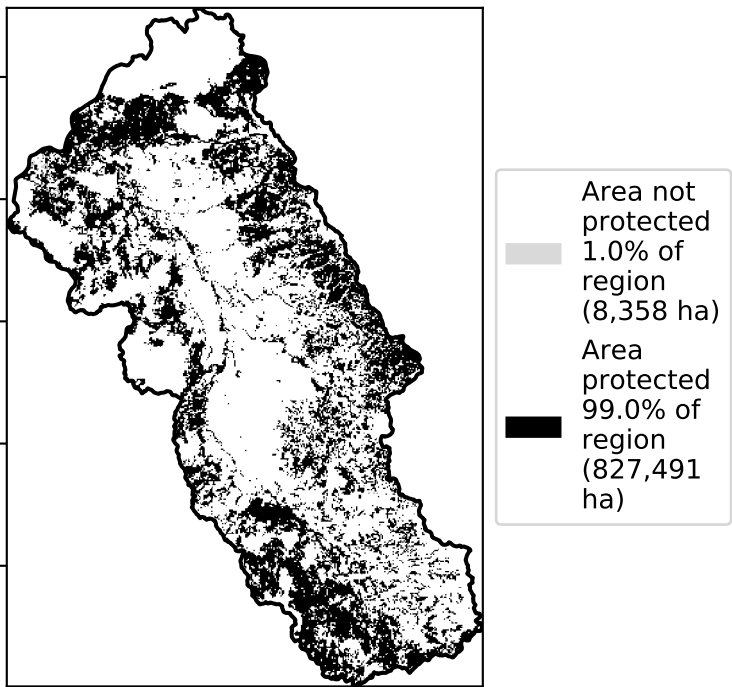 Area not
protected
1.0% of
region
(8,358 ha)
Area
protected
99.0% of
region
(827,491
ha)